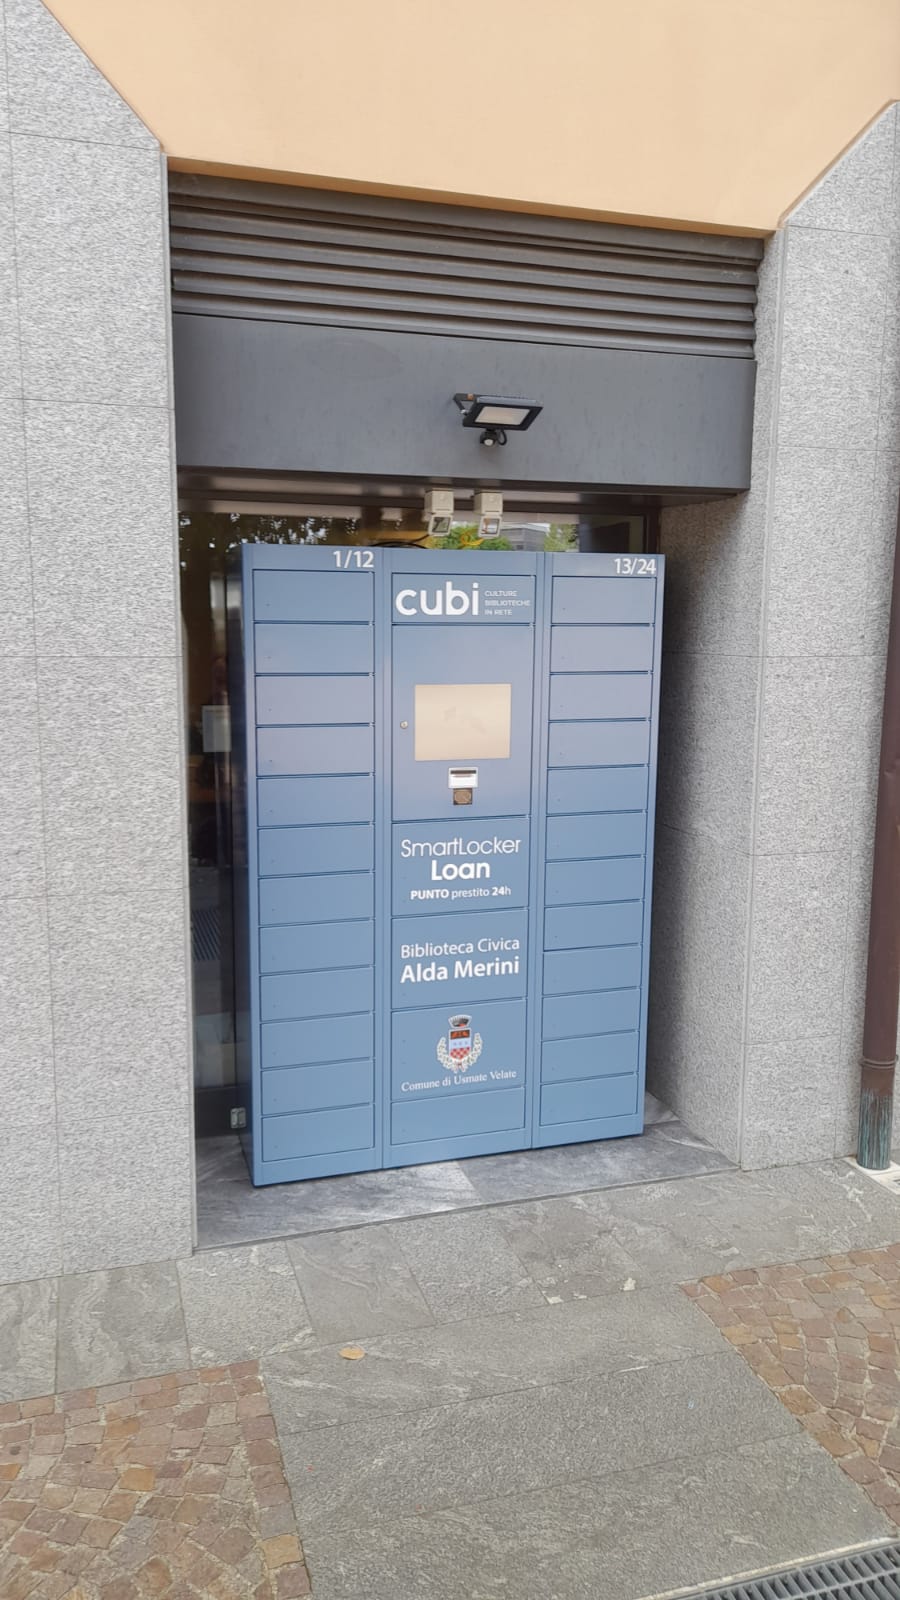 1/12
13/24
cubi
CULTURE
BIBLIOTECHE
IN RETE
SmartLocker
Loan
PUNTO prestito 24h
Biblioteca Civica
Alda Merini
Comune di Usmate Velate